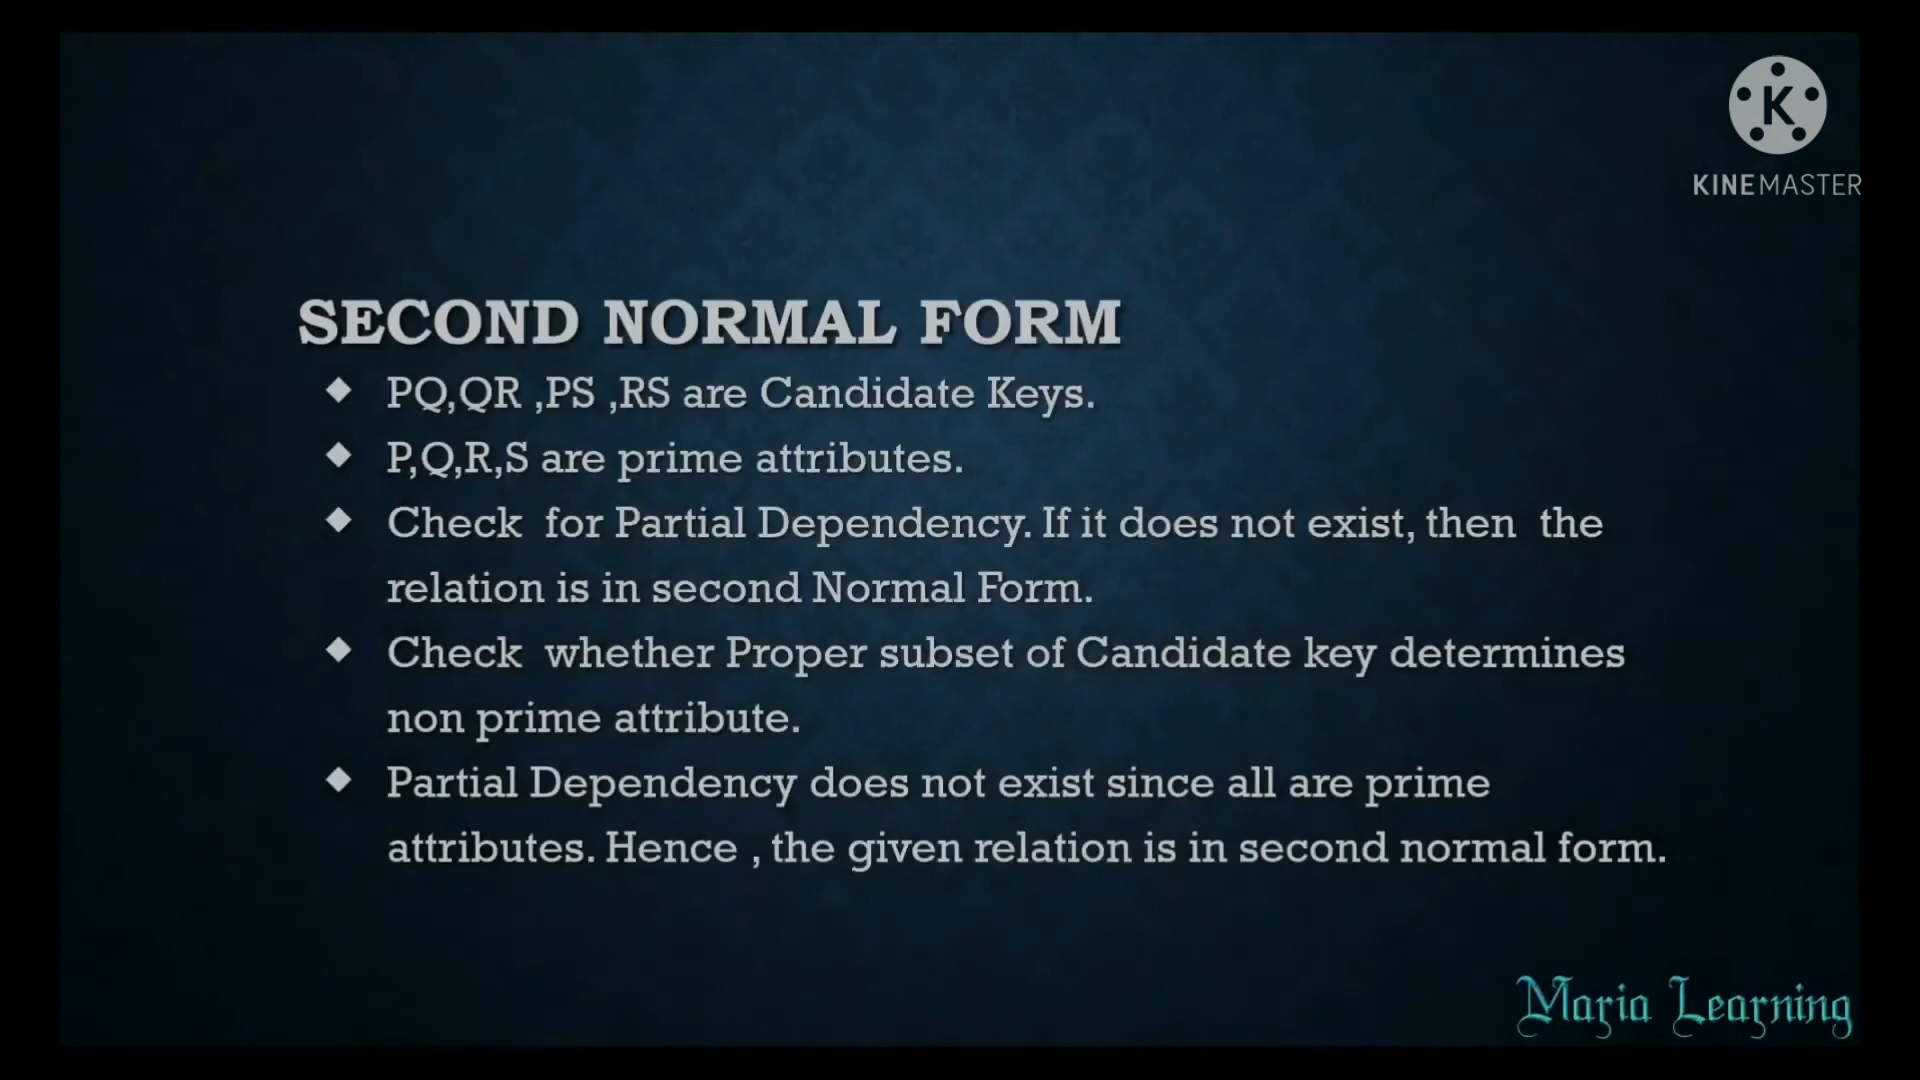 KINEMASTER
SECOND NORMAL FORM
PQ,QR ,PS ,RS are Candidate Keys.
P,Q,R,S are prime attributes.
Check for Partial Dependency. If it does not exist, then the
relation is in second Normal Form.
Check whether Proper subset of Candidate key determines
non prime attribute.
Partial Dependency does not exist since all are prime
attributes. Hence , the given relation is in second normal form.
Maria Learning